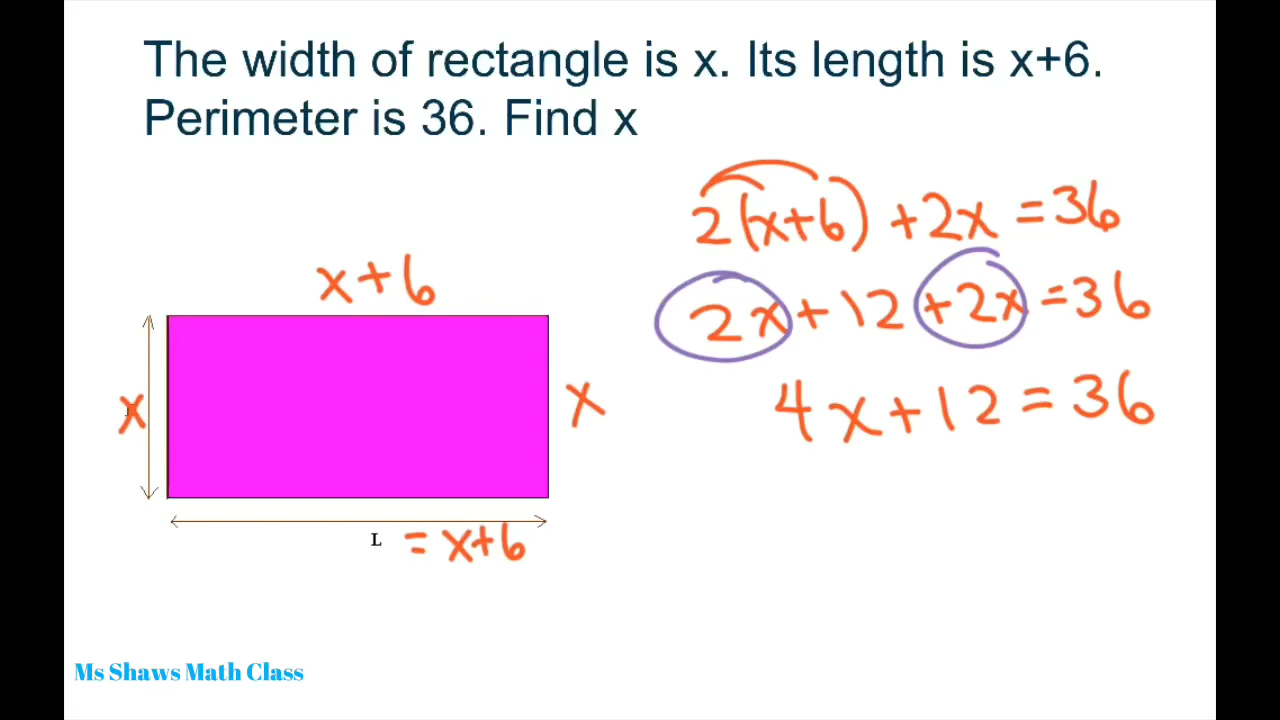 The width of rectangle is x. Its length is x+6.
Perimeter is 36. Find x
2(x+6) +2x = 36
x+6
2x+12+2x=36
x
x
4x+12=36
L = x+6
Ms Shaws Math Class